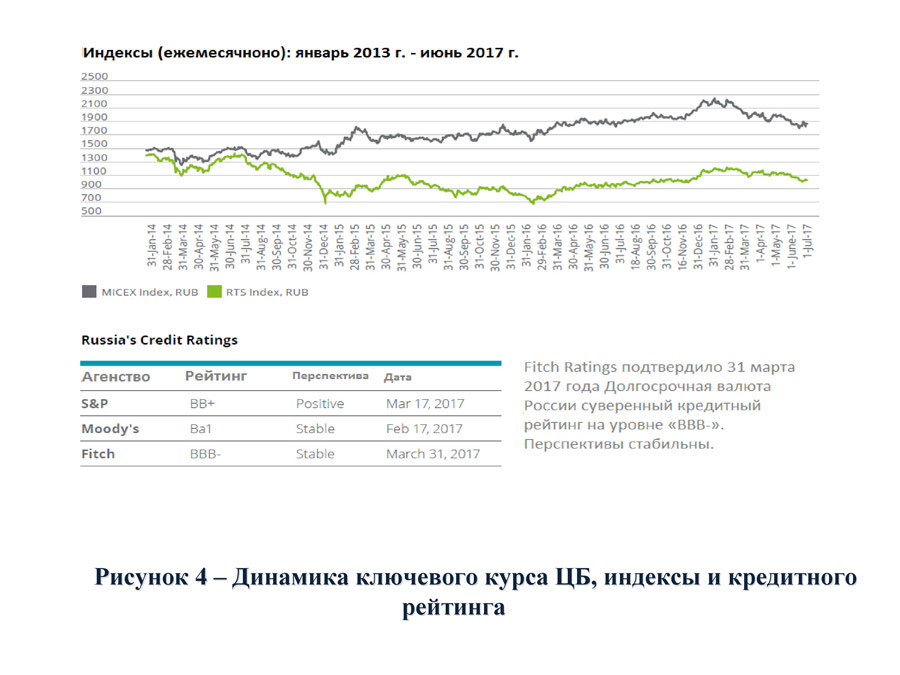 Индексы (ежемесячноно): январь 2013 г. - июнь 2017 г.
2500
2300
2100
1900
1700
1500
1300
1100
900
700
500
31-Jan-14
28-Feb-14
31-Mar-14
30-Apr-14
31-May-14
30-Jun-14
31-Jul-14
31-Aug-14
30-Sep-14
31-Oct-14
30-Nov-14
31-Dec-14
31-Jan-15
28-Feb-15
31-Mar-15
30-Apr-15
31-May-15
30-Jun-15
31-Jul-15
31-Aug-15
30-Sep-15
31-Oct-15
30-Nov-15
31-Dec-15
31-Jan-16
29-Feb-16
31-Mar-16
30-Apr-16
31-May-16
30-Jun-16
31-Jul-16
18-Aug-16
30-Sep-16
31-Oct-16
16-Nov-16
31-Dec-16
31-Jan-17
28-Feb-17
31-Mar-17
1-Apr-17
1-May-17
1-June-17
1-Jul-17
MICEX Index, RUB RTS Index, RUB
Russia's Credit Ratings
Агенство Рейтинг Перспектива Дата
S&P BB+ Positive Mar 17, 2017
Moody's Ba1 Stable Feb 17, 2017
Fitch BBB- Stable March 31, 2017
Fitch Ratings подтвердило 31 марта
2017 года Долгосрочная валюта
России суверенный кредитный
рейтинг на уровне «BBB-».
Перспективы стабильны.
Рисунок 4 – Динамика ключевого курса ЦБ, индексы и кредитного
рейтинга